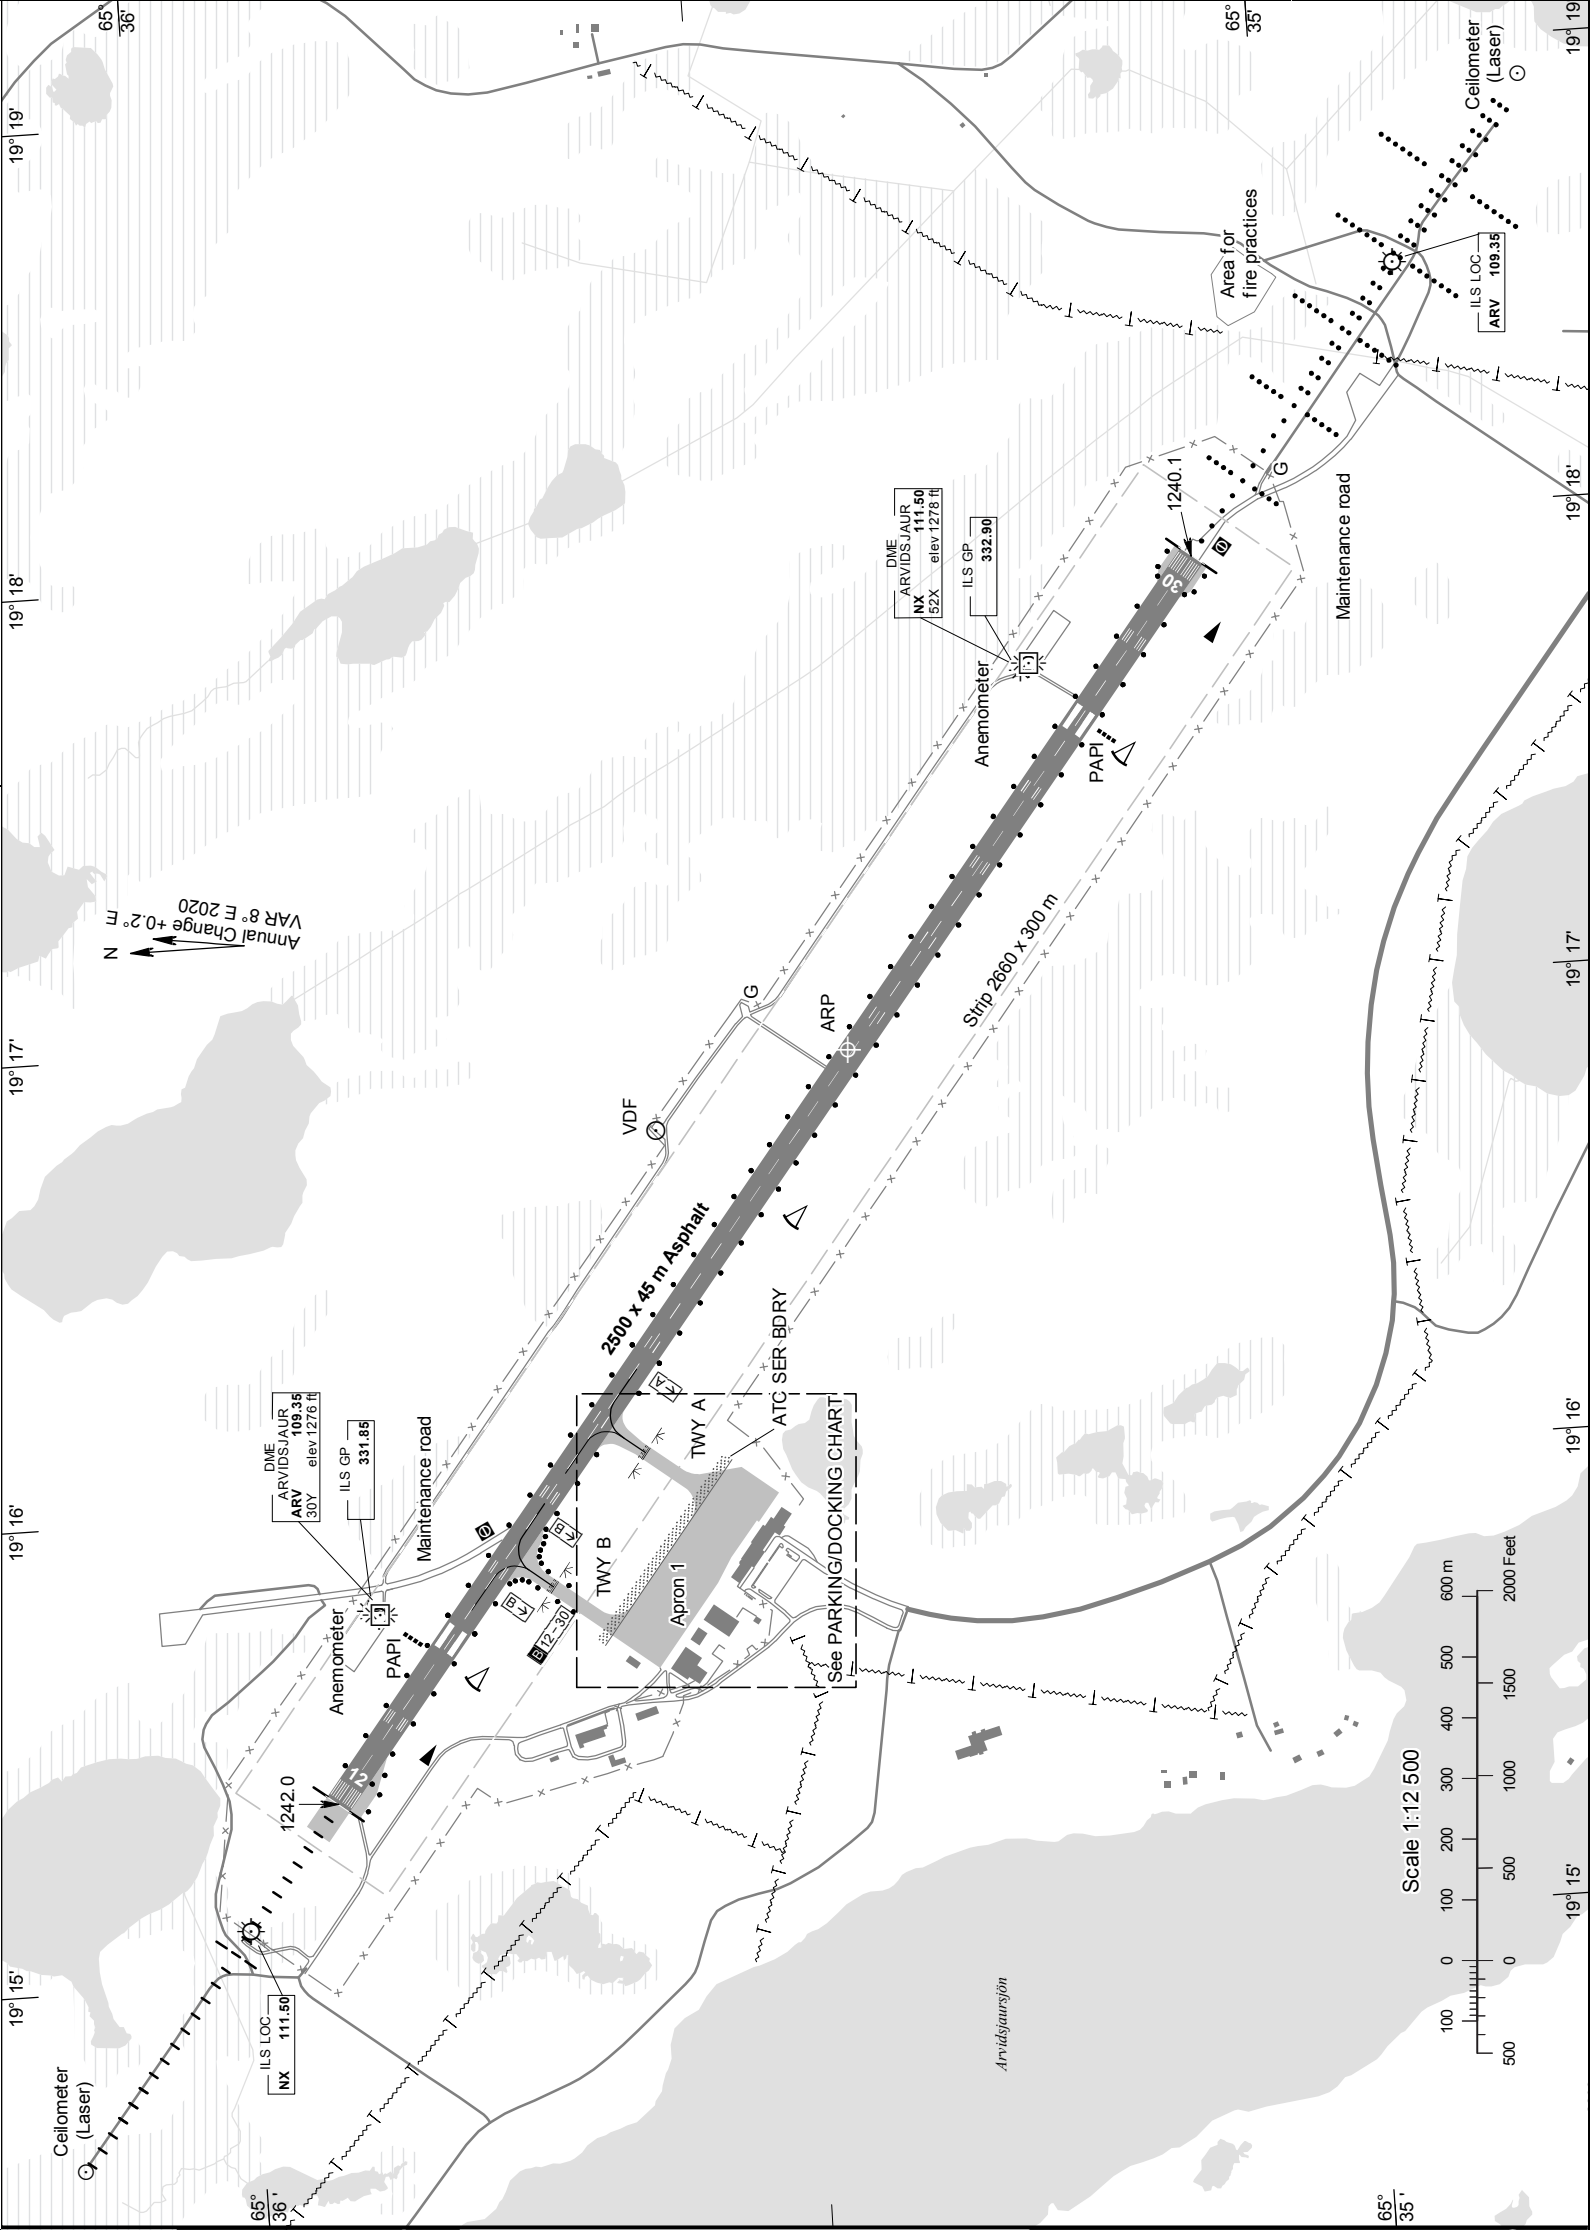 65°
36'
65°
35'
19° 19'
19° 19
Ceilometer
(Laser)
Area for
fire practices
ILS LOC
ARV 109.35
19° 18'
19° 18'
G
1240.1
Maintenance road
DME
ARVIDSJAUR
NX 111.50
52X elev 1278 ft
ILS GP
332.90
30
Anemometer
PAPI
N
VAR 8° E 2020
Annual Change +0.2° E
Strip 2660 x 300 m
19° 17'
19° 17'
G
ARP
VDF
2500 x 45 m Asphalt
ATC SER BDRY
A
TWY A
19° 16'
19° 16'
DME
ARVIDSJAUR
ARV 109.35
30Y elev 1276 ft
ILS GP
331.85
Maintenance road
B
TWY B
Apron 1
See PARKING/DOCKING CHART
B
B 12-30
Anemometer
PAPI
12
1242.0
ILS LOC
NX 111.50
19° 15'
19° 15'
Ceilometer
(Laser)
Arvidsjaursjön
Scale 1:12 500
100 0 100 200 300 400 500 600 m
500 0 500 1000 1500 2000 Feet
65°
36'
65°
35'